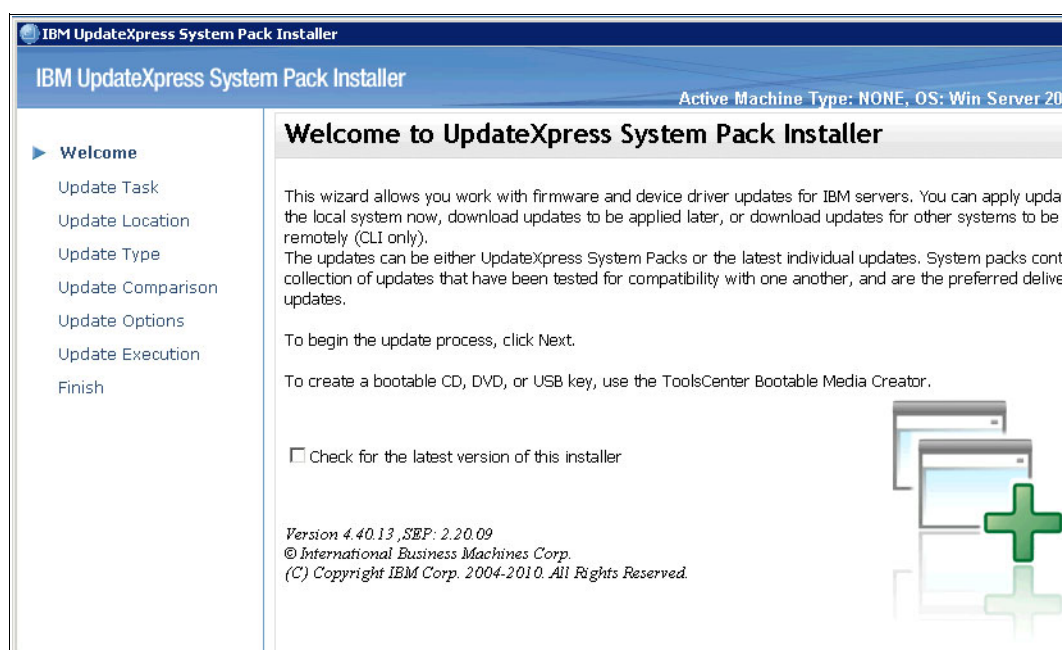 IBM UpdateXpress System Pack Installer
IBM UpdateXpress System Pack Installer
Active Machine Type: NONE, OS: Win Server 20
Welcome
Update Task
Update Location
Update Type
Update Comparison
Update Options
Update Execution
Finish
Welcome to UpdateXpress System Pack Installer
This wizard allows you work with firmware and device driver updates for IBM servers. You can apply upda
the local system now, download updates to be applied later, or download updates for other systems to be
remotely (CLI only).
The updates can be either UpdateXpress System Packs or the latest individual updates. System packs cont
collection of updates that have been tested for compatibility with one another, and are the preferred delive
updates.
To begin the update process, click Next.
To create a bootable CD, DVD, or USB key, use the ToolsCenter Bootable Media Creator.
Check for the latest version of this installer
Version 4.40.13 ,SEP: 2.20.09
© International Business Machines Corp.
(C) Copyright IBM Corp. 2004-2010. All Rights Reserved.